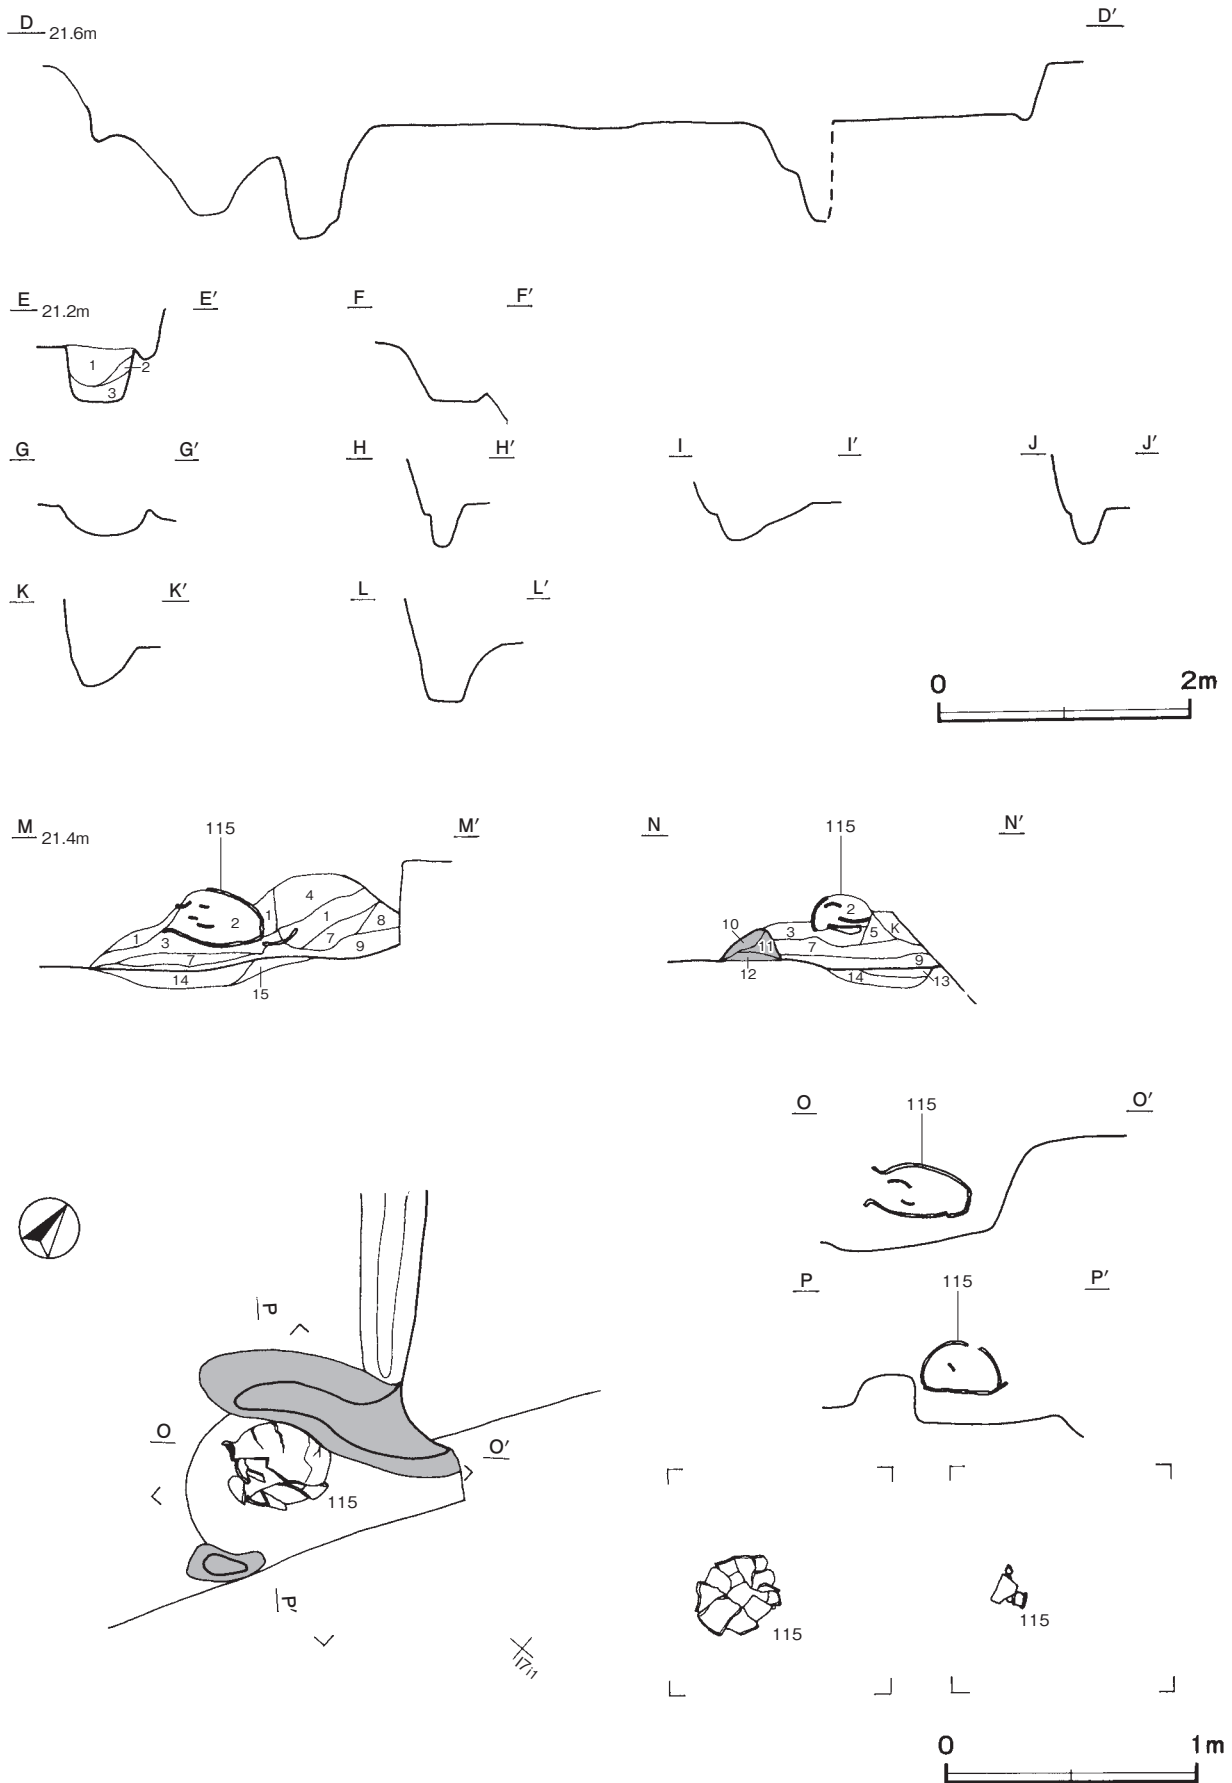 D 21.6m D′
E 21.2m E′ F F′
1 2
3
G G′ H H′ I I′ J J′
K K′ L L′
0 2m
M 21.4m 115 M′ N 115 N′
4
1 2 1 1 8
3 7 9
7
14
15
10 2
3 5 K
11 7
12 9
14 13
O 115 O′
P 115 P′
P
O O′
115
P′
17i1
115 115
0 1m